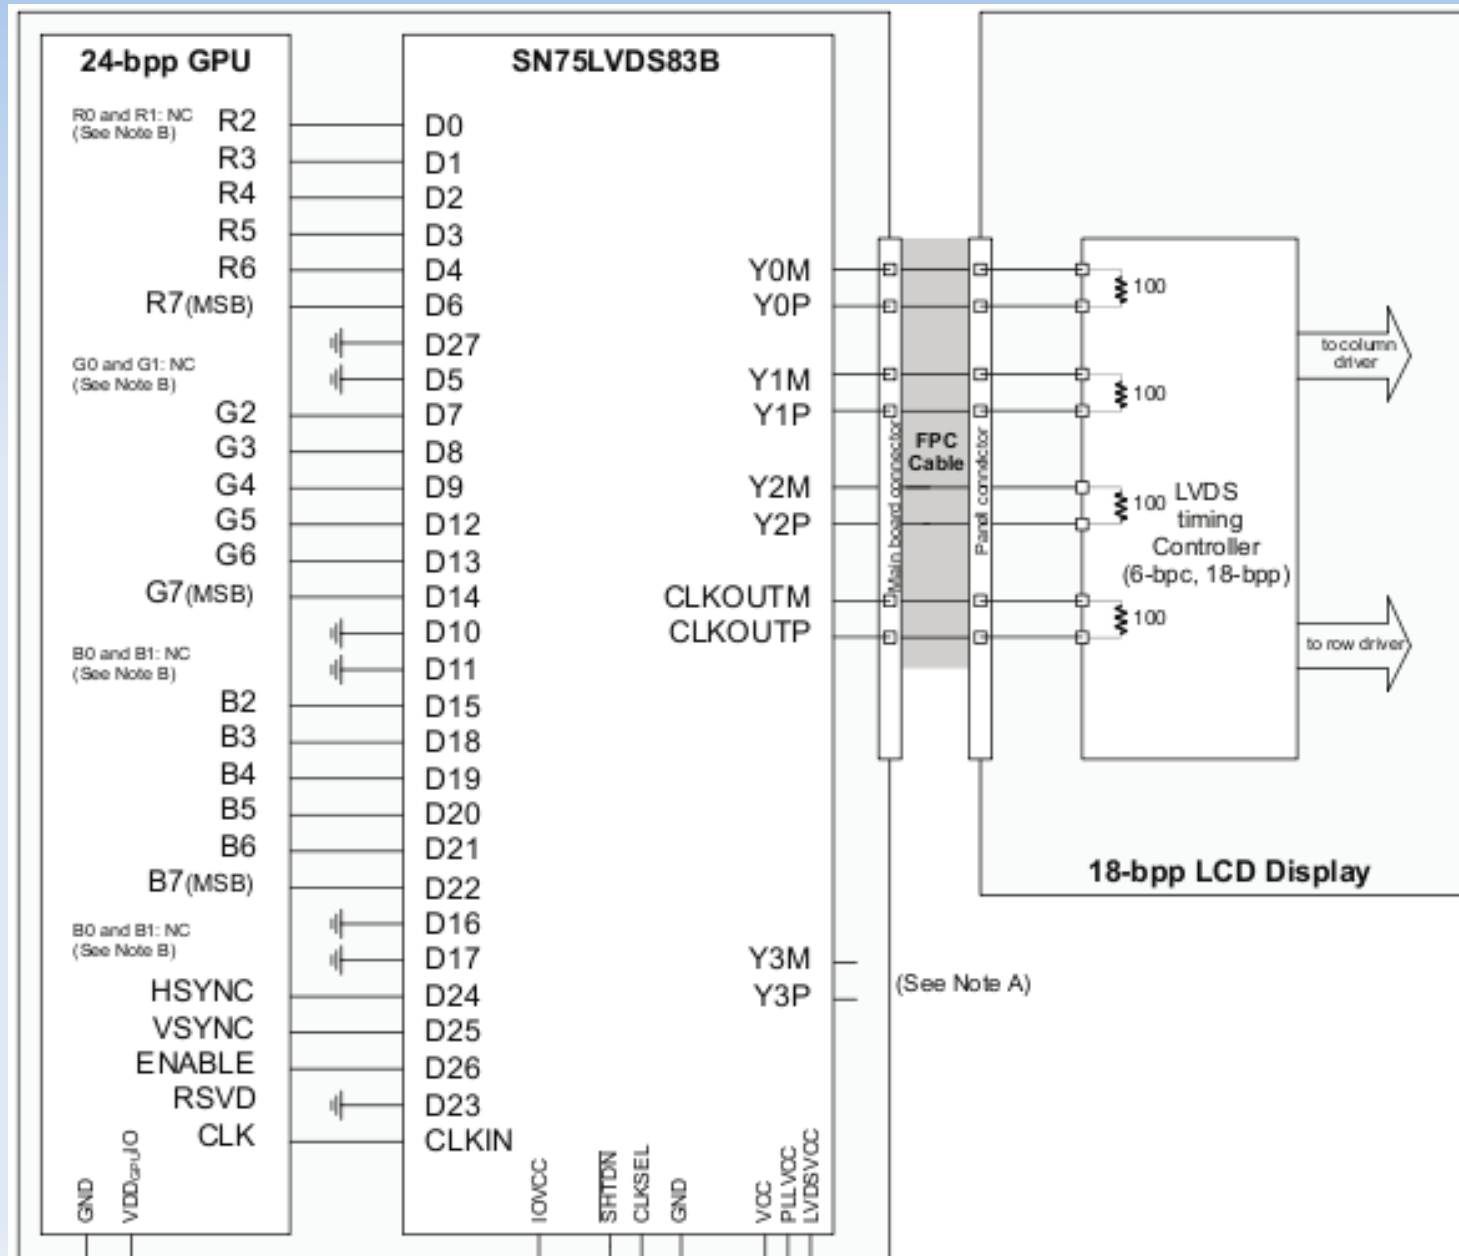 24-bpp GPU
R0 and R1: NC
(See Note B)
R2
R3
R4
R5
R6
R7(MSB)
G0 and G1: NC
(See Note B)
G2
G3
G4
G5
G6
G7(MSB)
B0 and B1: NC
(See Note B)
B2
B3
B4
B5
B6
B7(MSB)
B0 and B1: NC
(See Note B)
HSYNC
VSYNC
ENABLE
RSVD
CLK
GND
VDDGPUIO
SN75LVDS83B
D0
D1
D2
D3
D4
D6
D27
D5
D7
D8
D9
D12
D13
D14
D10
D11
D15
D18
D19
D20
D21
D22
D16
D17
D24
D25
D26
D23
CLKIN
Y0M
Y0P
Y1M
Y1P
Y2M
Y2P
CLKOUTM
CLKOUTP
Y3M
Y3P
(See Note A)
IOVCC
SHTDN
CLKSEL
GND
VCC
PLLVCC
LVDSVCC
Main board connector
FPC
Cable
Panel connector
100
100
100
100
LVDS
timing
Controller
(6-bpc, 18-bpp)
to column
driver
to row driver
18-bpp LCD Display